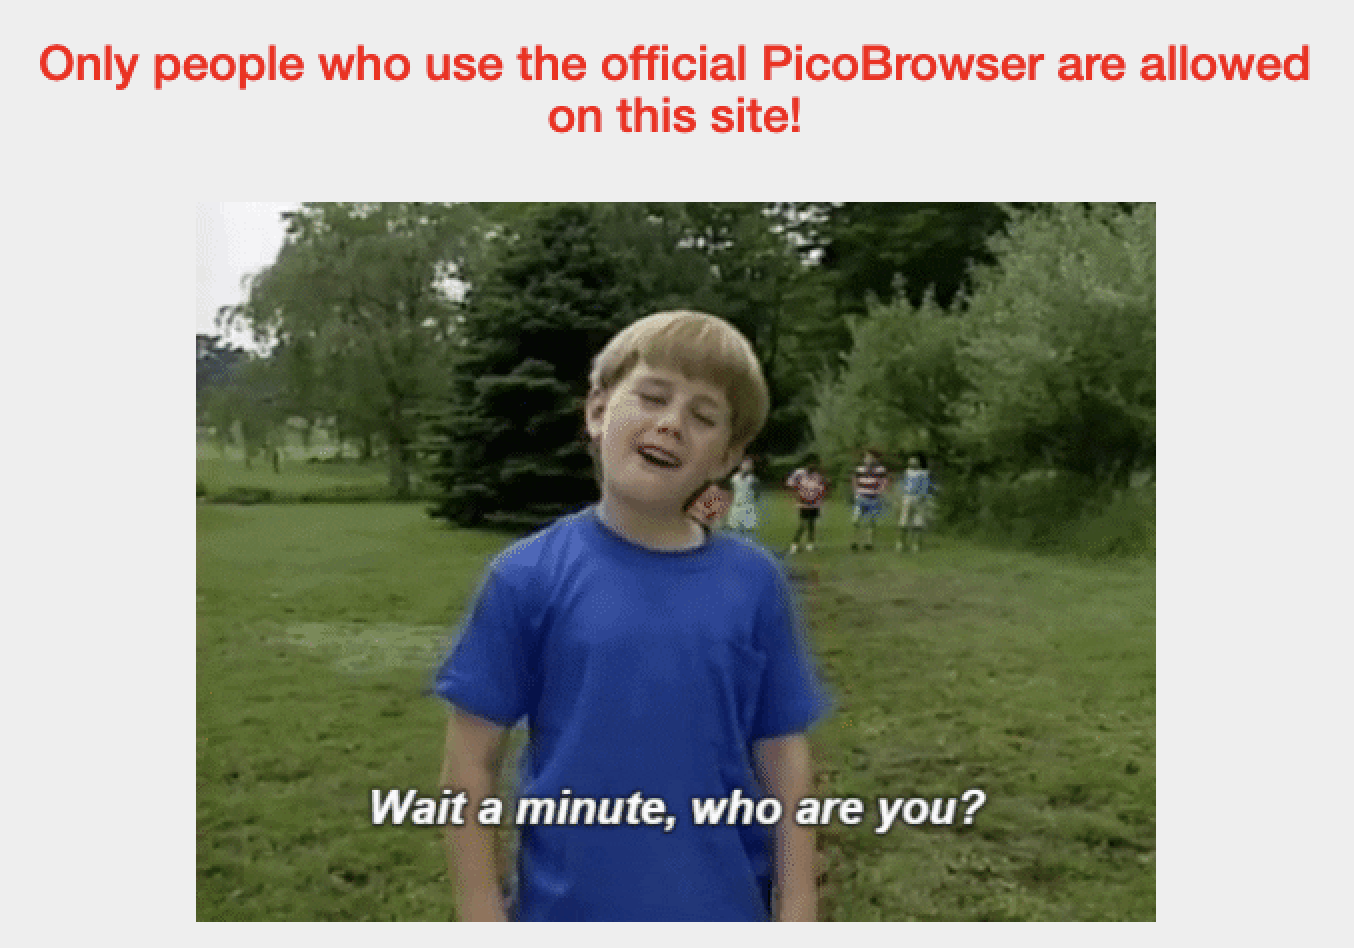 Only people who use the official PicoBrowser are allowed
on this site!
Wait a minute, who are you?